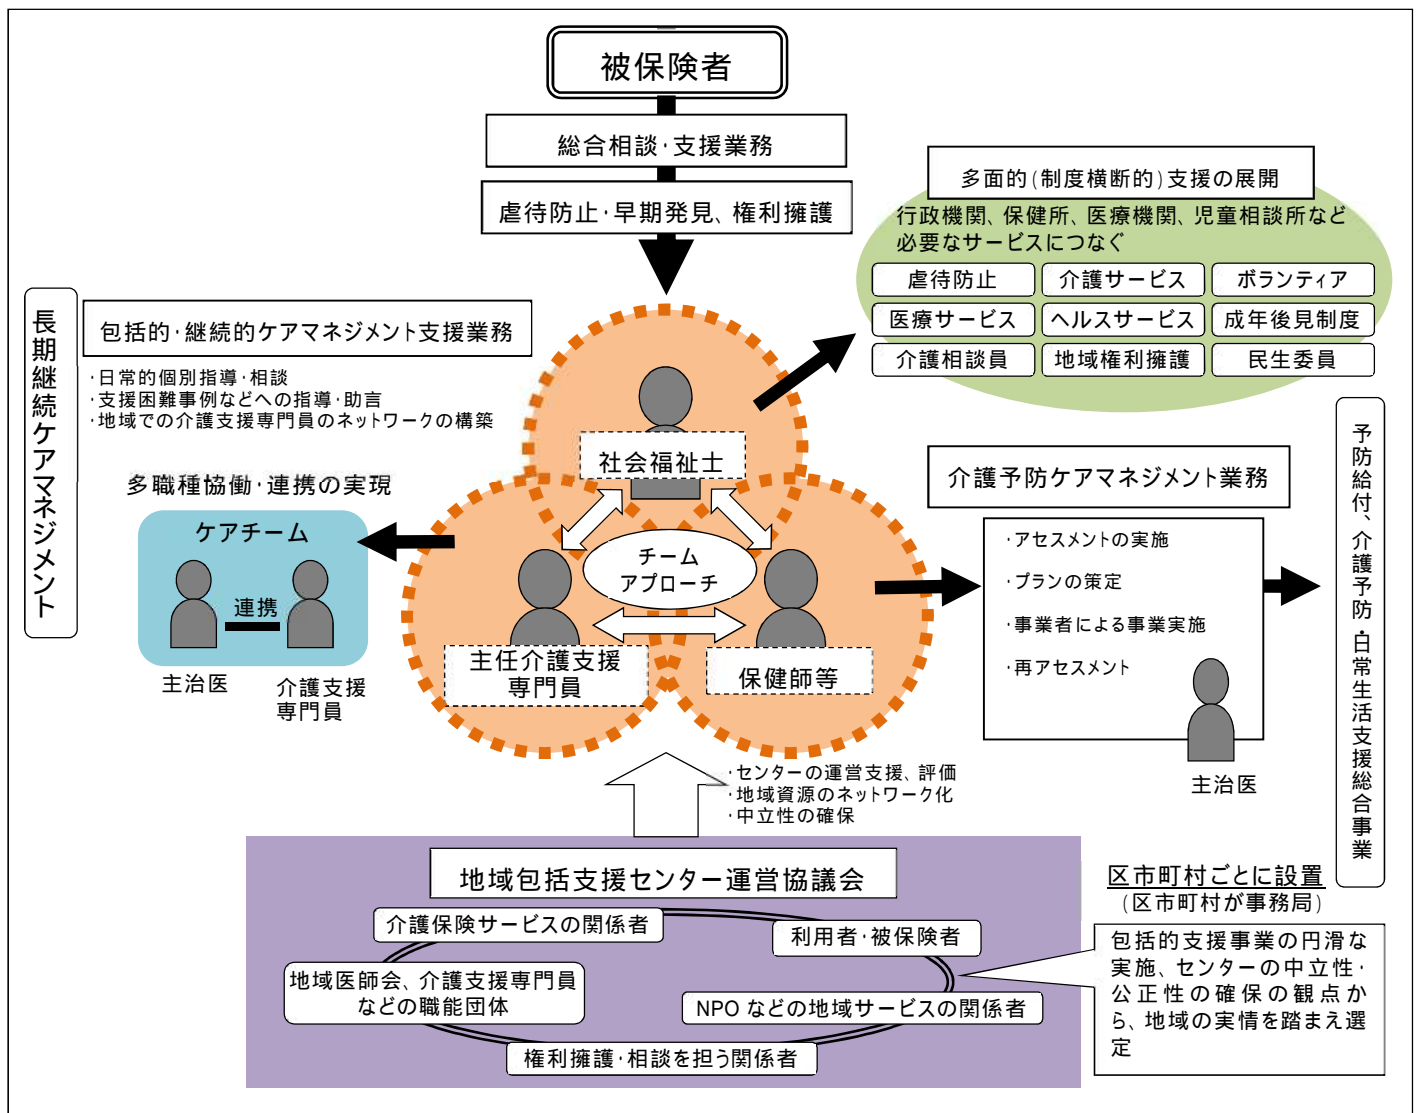 被保険者
総合相談・支援業務
虐待防止・早期発見、権利擁護
多面的(制度横断的)支援の展開
行政機関、保健所、医療機関、児童相談所など
必要なサービスにつなぐ
虐待防止
介護サービス
ボランティア
医療サービス
ヘルスサービス
成年後見制度
介護相談員
地域権利擁護
民生委員
長期継続ケアマネジメント
包括的・継続的ケアマネジメント支援業務
・日常的個別指導・相談
・支援困難事例などへの指導・助言
・地域での介護支援専門員のネットワークの構築
多職種協働・連携の実現
ケアチーム
連携
主治医
介護支援
専門員
社会福祉士
チーム
アプローチ
主任介護支援
専門員
保健師等
介護予防ケアマネジメント業務
・アセスメントの実施
・プランの策定
・事業者による事業実施
・再アセスメント
主治医
予防給付、介護予防・日常生活支援総合事業
・センターの運営支援、評価
・地域資源のネットワーク化
・中立性の確保
地域包括支援センター運営協議会
介護保険サービスの関係者
利用者・被保険者
地域医師会、介護支援専門員
などの職能団体
NPO などの地域サービスの関係者
権利擁護・相談を担う関係者
区市町村ごとに設置
(区市町村が事務局)
包括的支援事業の円滑な
実施、センターの中立性・
公正性の確保の観点か
ら、地域の実情を踏まえ選
定